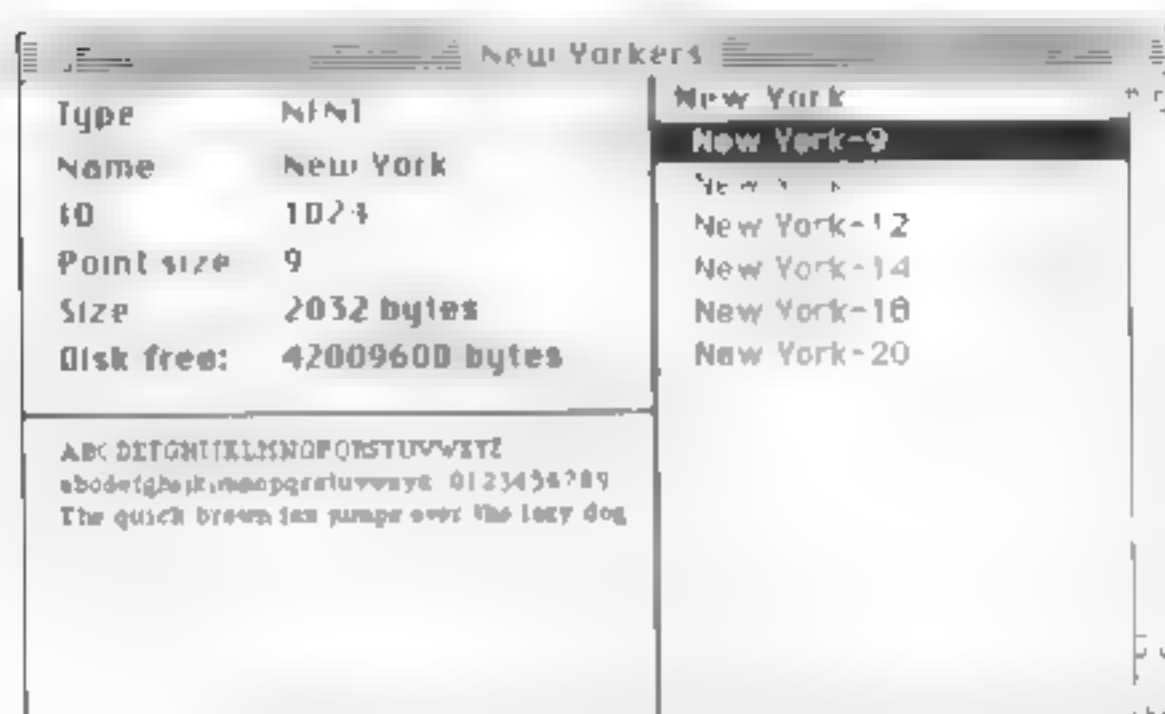 New Yorkers
Type NFNT
Name New York
ID 1024
Point size 9
Size 2032 bytes
Disk free: 42009600 bytes
ABCDEFGHIJKLMNOPQRSTUVWXYZ
abcdefghijklmnopqrstuvwxyz 0123456789
The quick brown fox jumps over the lazy dog
New York
New York-9
New York-12
New York-14
New York-18
New York-20